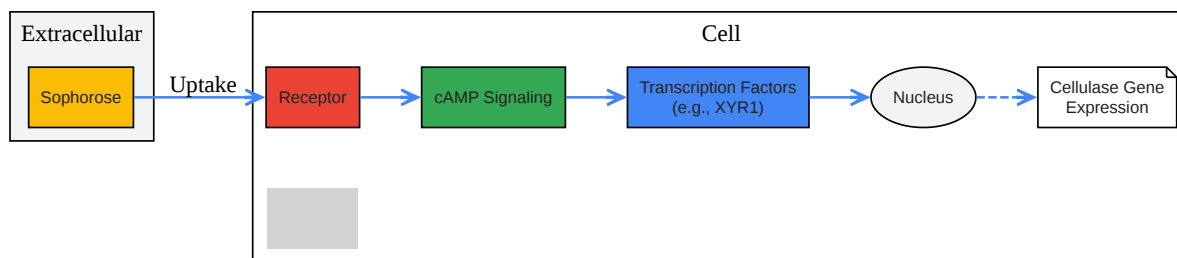 Extracellular
Cell
Sophorose
Uptake
Receptor
cAMP Signaling
Transcription Factors
(e.g., XYR1)
Nucleus
Cellulase Gene
Expression